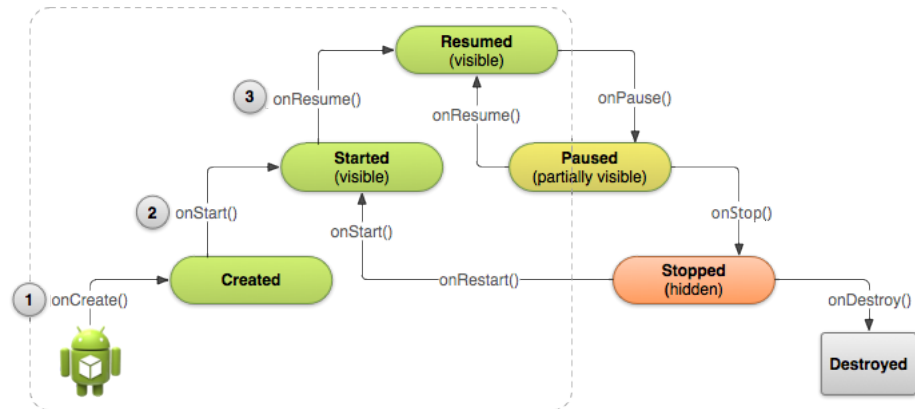 Resumed
(visible)
3
onResume()
onResume()
onPause()
Started
(visible)
Paused
(partially visible)
2
onStart()
onStart()
onStop()
Created
onRestart()
Stopped
(hidden)
1
onCreate()
onDestroy()
Destroyed